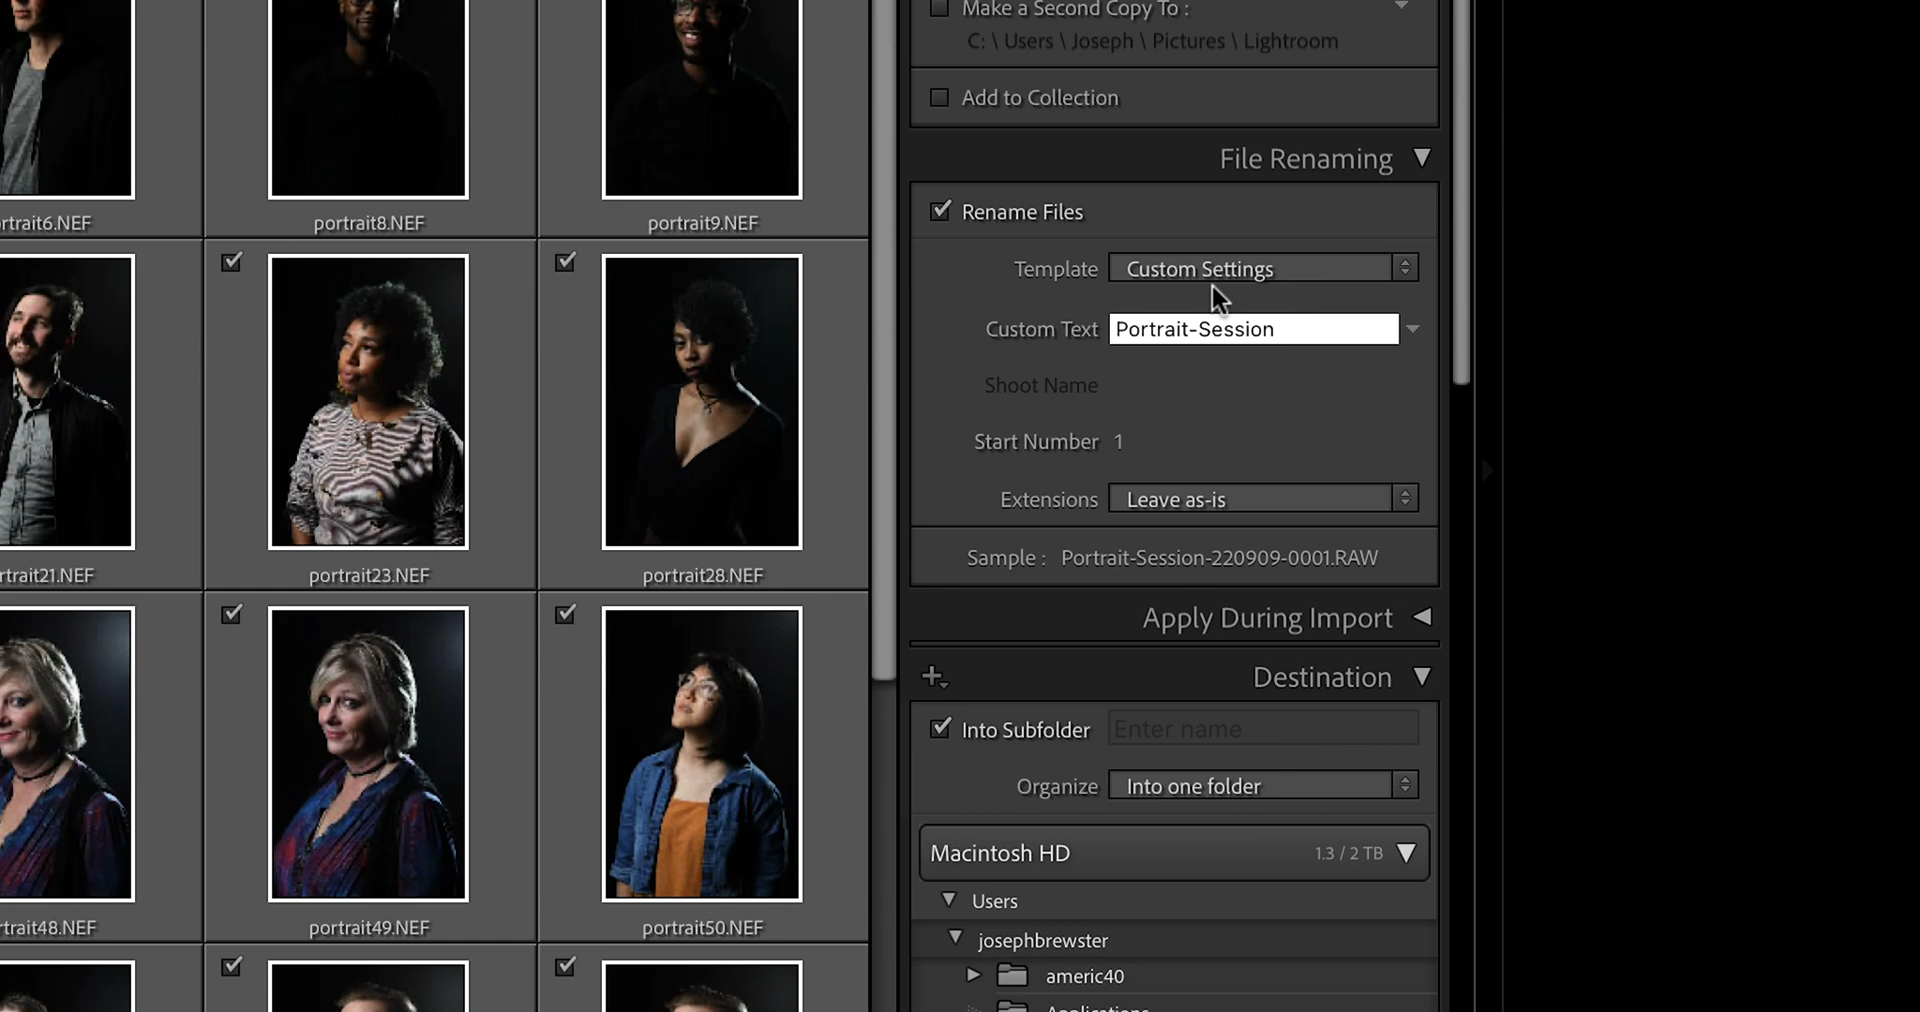 Make a Second Copy To :
C: \ Users \ Joseph \ Pictures \ Lightroom
Add to Collection
File Renaming
Rename Files
Template Custom Settings
Custom Text Portrait-Session
Shoot Name
Start Number 1
Extensions Leave as-is
Sample : Portrait-Session-220909-0001.RAW
Apply During Import
Destination
Into Subfolder Enter name
Organize Into one folder
Macintosh HD 1.3 / 2 TB
Users
josephbrewster
americ40
rtrait6.NEF
portrait8.NEF
portrait9.NEF
rtrait21.NEF
portrait23.NEF
portrait28.NEF
rtrait48.NEF
portrait49.NEF
portrait50.NEF